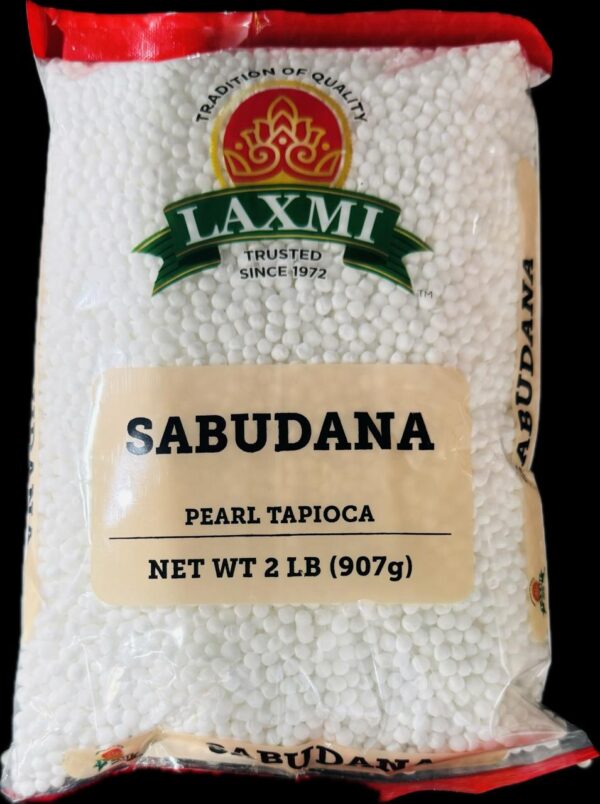 TRADITION OF QUALITY
LAXMI
TRUSTED
SINCE 1972
TM
SABUDANA
PEARL TAPIOCA
NET WT 2 LB (907g)
SABUDANA
SABUDANA